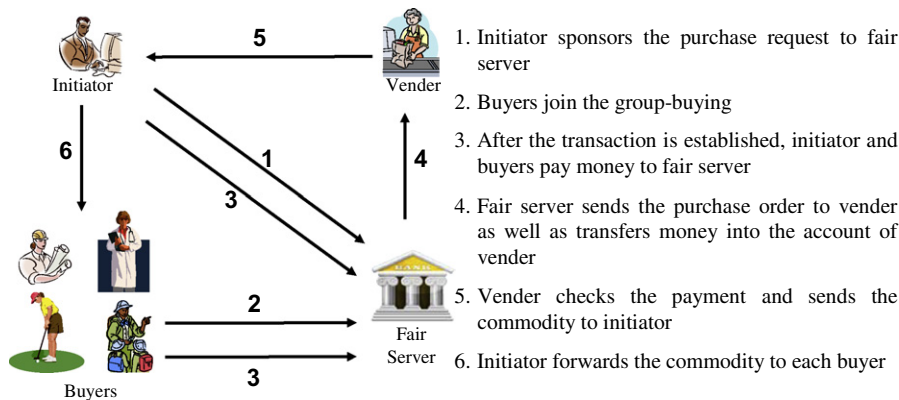 5
Initiator
Vender
6
1
3
4
BANK
2
3
Fair
Server
Buyers
1. Initiator sponsors the purchase request to fair
server
2. Buyers join the group-buying
3. After the transaction is established, initiator and
buyers pay money to fair server
4. Fair server sends the purchase order to vender
as well as transfers money into the account of
vender
5. Vender checks the payment and sends the
commodity to initiator
6. Initiator forwards the commodity to each buyer